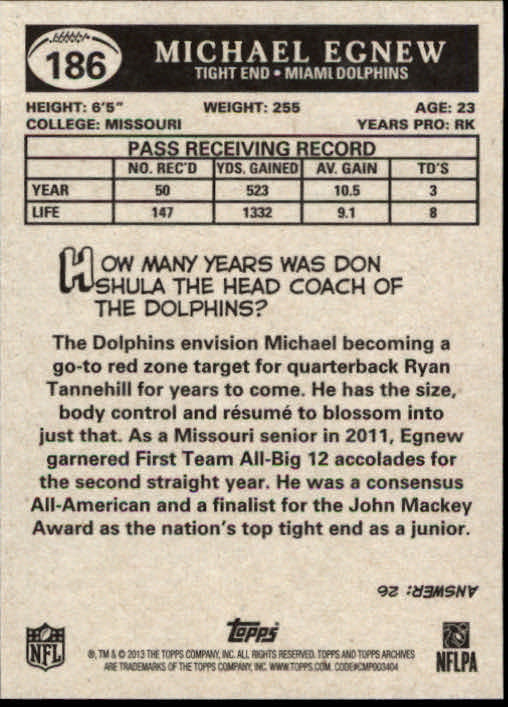 186
MICHAEL EGNEW
TIGHT END • MIAMI DOLPHINS
HEIGHT: 6'5" WEIGHT: 255 AGE: 23
COLLEGE: MISSOURI YEARS PRO: RK
PASS RECEIVING RECORD
NO. REC'D YDS. GAINED AV. GAIN TD'S
YEAR 50 523 10.5 3
LIFE 147 1332 9.1 8
HOW MANY YEARS WAS DON
SHULA THE HEAD COACH OF
THE DOLPHINS?
The Dolphins envision Michael becoming a
go-to red zone target for quarterback Ryan
Tannehill for years to come. He has the size,
body control and résumé to blossom into
just that. As a Missouri senior in 2011, Egnew
garnered First Team All-Big 12 accolades for
the second straight year. He was a consensus
All-American and a finalist for the John Mackey
Award as the nation's top tight end as a junior.
ANSWER: 26
NFL
Topps
®, TM & © 2013 THE TOPPS COMPANY, INC. ALL RIGHTS RESERVED. TOPPS AND TOPPS ARCHIVES
ARE TRADEMARKS OF THE TOPPS COMPANY, INC. WWW.TOPPS.COM. CODE#CMP003404
NFLPA